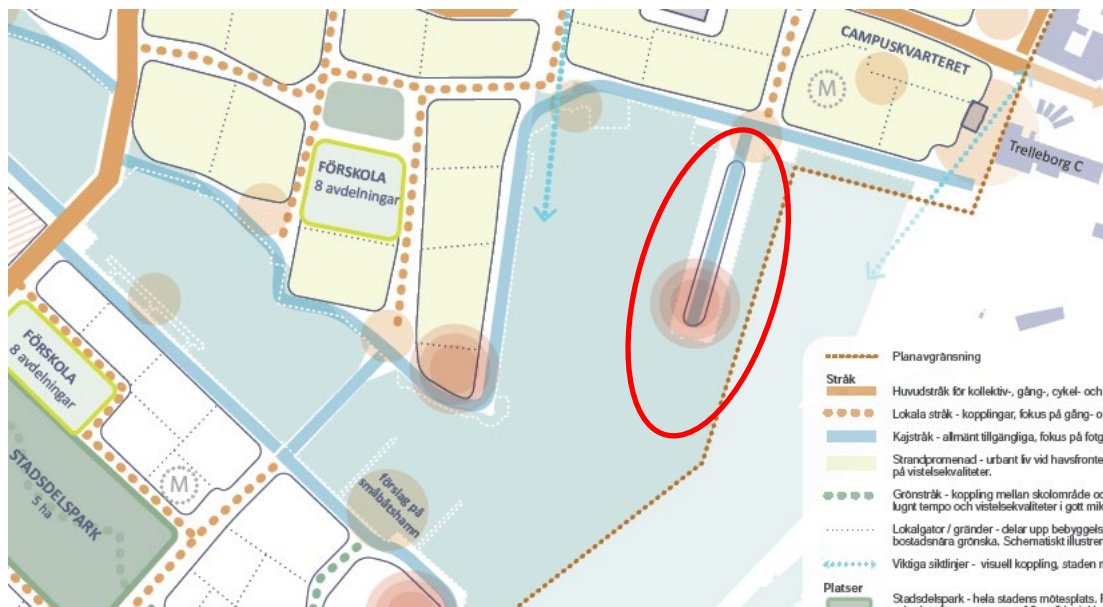 CAMPUSKVARTERET
M
Trelleborg C
FÖRSKOLA
8 avdelningar
FÖRSKOLA
8 avdelningar
STADSDELSPARK
5 ha
M
förslag på
småbåtshamn
Planavgränsning
Stråk
Huvudstråk för kollektiv-, gång-, cykel- och
Lokala stråk - kopplingar, fokus på gång- o
Kajstråk - allmänt tillgängliga, fokus på fotg
Strandpromenad - urbant liv vid havsfronte
på vistelsekvaliteter.
Grönstråk - koppling mellan skolområde oc
lugnt tempo och vistelsekvaliteter i gott mik
Lokalgator / gränder - delar upp bebyggels
bostadsnära grönska. Schematiskt illustrer
Viktiga siktlinjer - visuell koppling, staden m
Platser
Stadsdelspark - hela stadens mötesplats. P